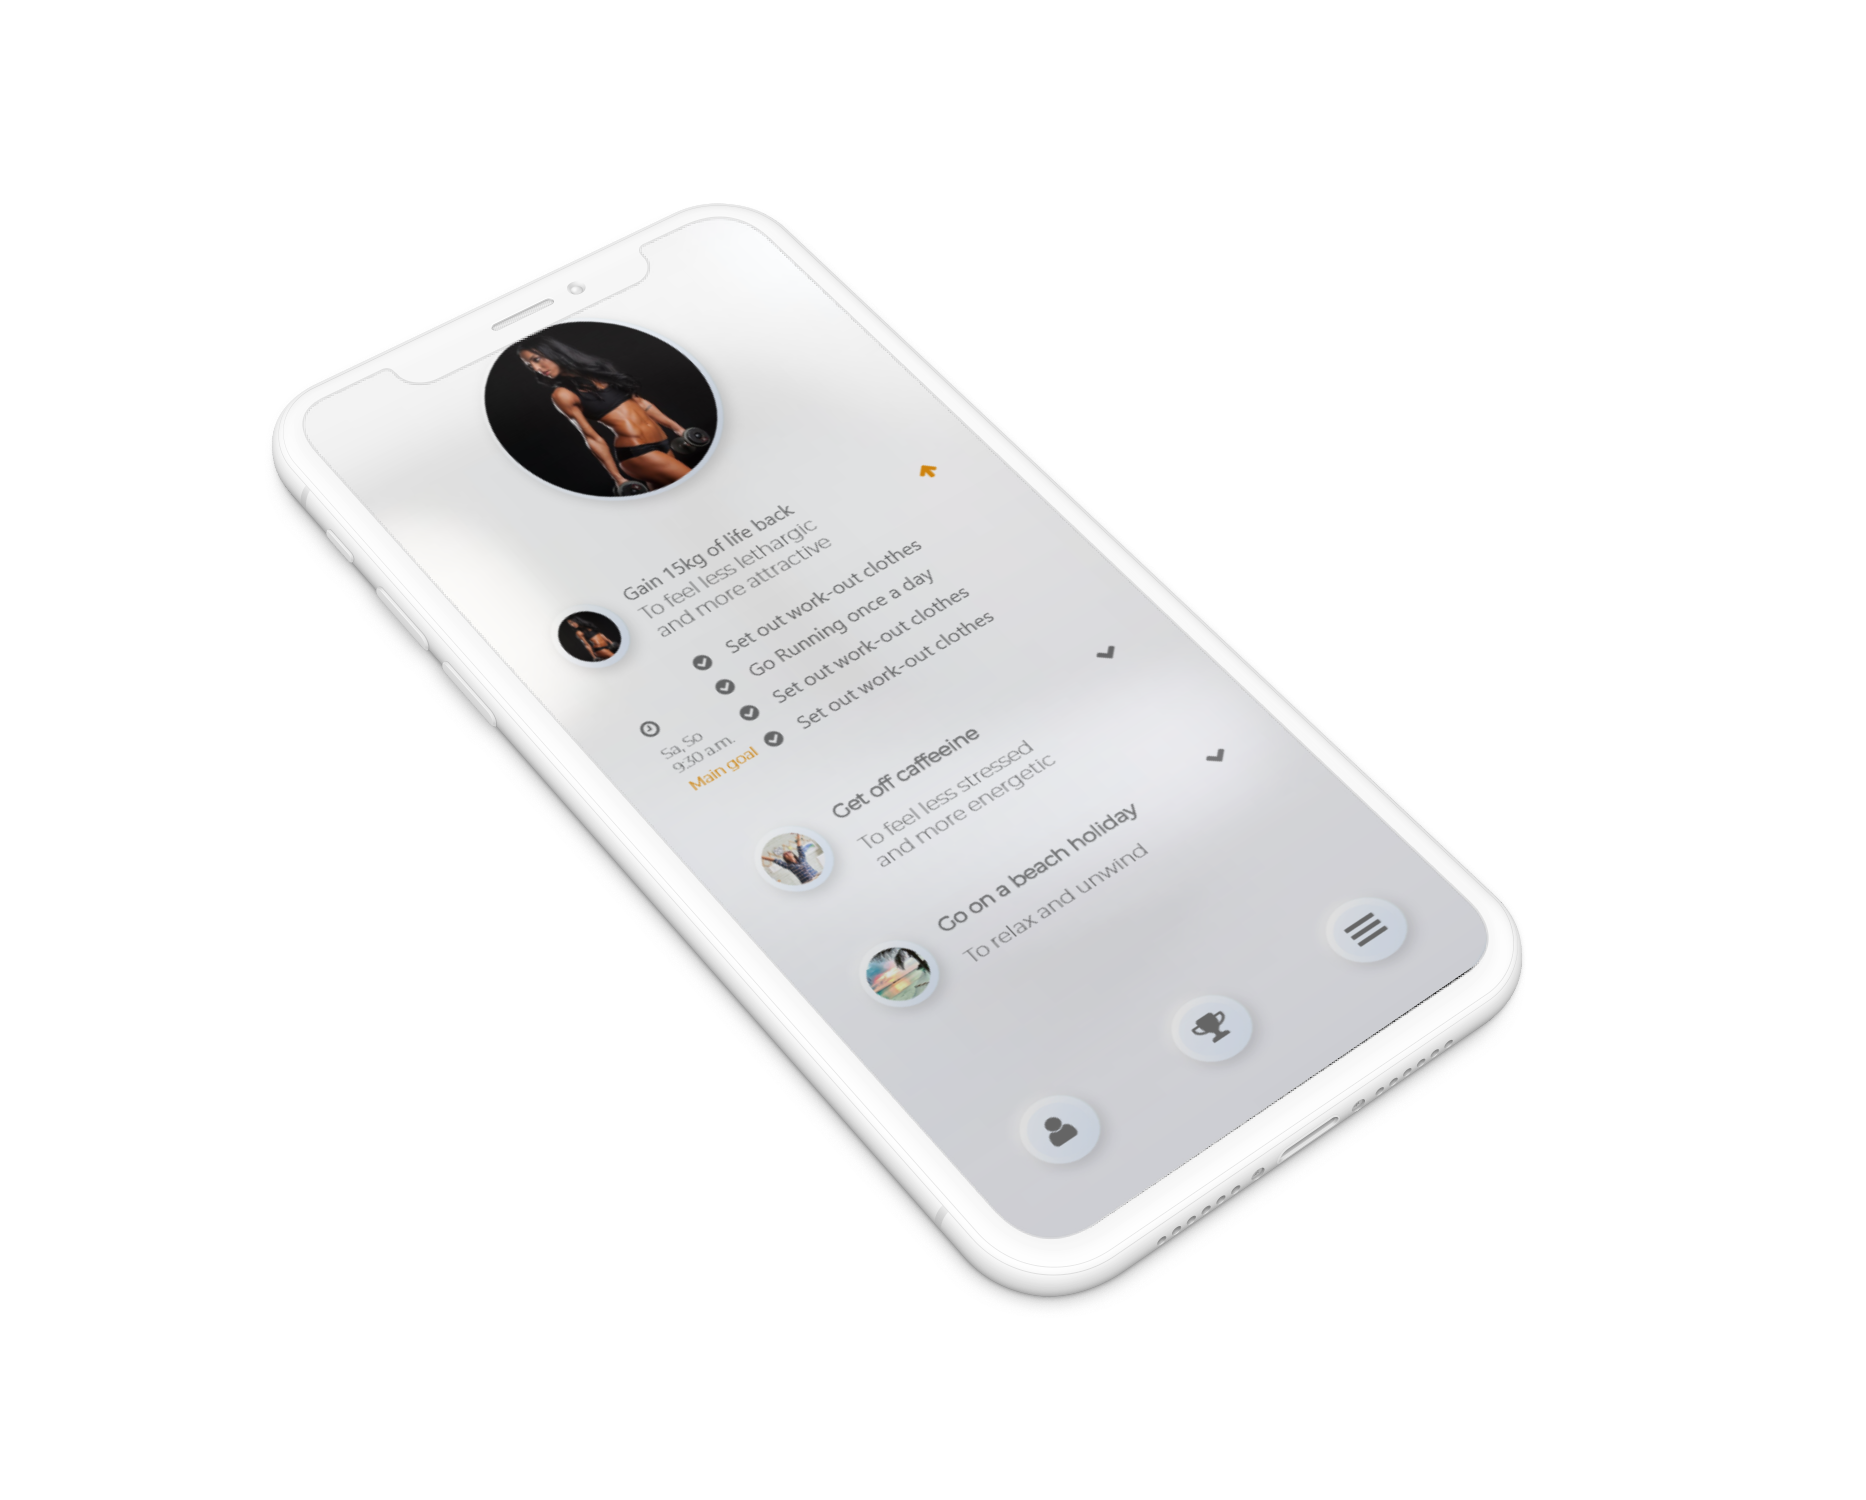 Gain 15kg of life back
To feel less lethargic
and more attractive
Set out work-out clothes
Go Running once a day
Set out work-out clothes
Set out work-out clothes
Sa, So
9:30 a.m.
Main goal
Get off caffeeine
To feel less stressed
and more energetic
Go on a beach holiday
To relax and unwind